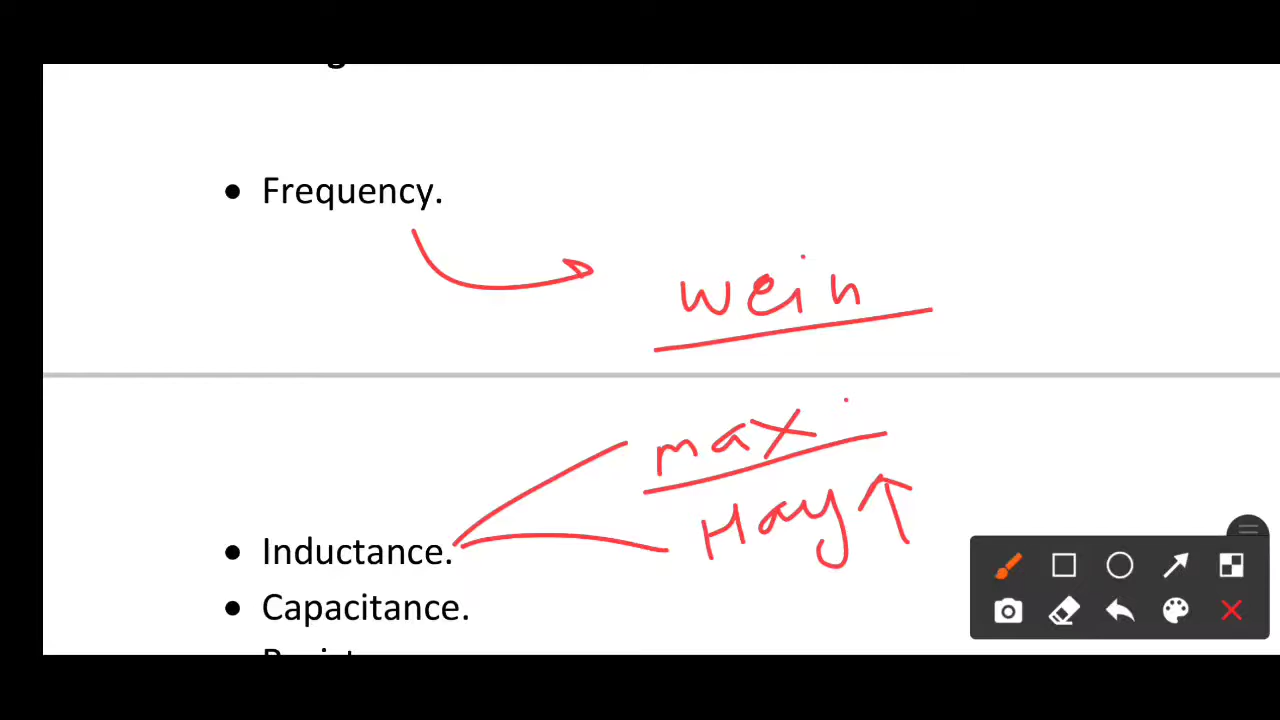 • Frequency.
wein
max
Hay ↑
• Inductance.
• Capacitance.